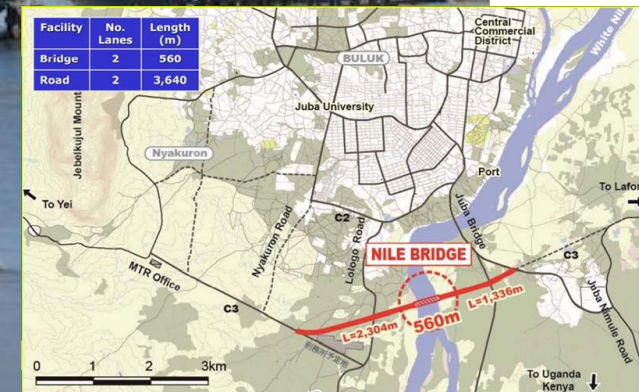 Facility No. Lanes Length (m)
Bridge 2 560
Road 2 3,640
Central
Commercial
District
White Nile
BULUK
Juba University
Jebelkujul Mount
Nyakuron
Port
To Yei
To Lafon
C2
Juba Bridge
Nyakuron Road
Lologo Road
NILE BRIDGE
C3
MTR Office
C3
L=1,336m
560m
L=2,304m
Juba Nimule Road
0 1 2 3km
To Uganda
Kenya